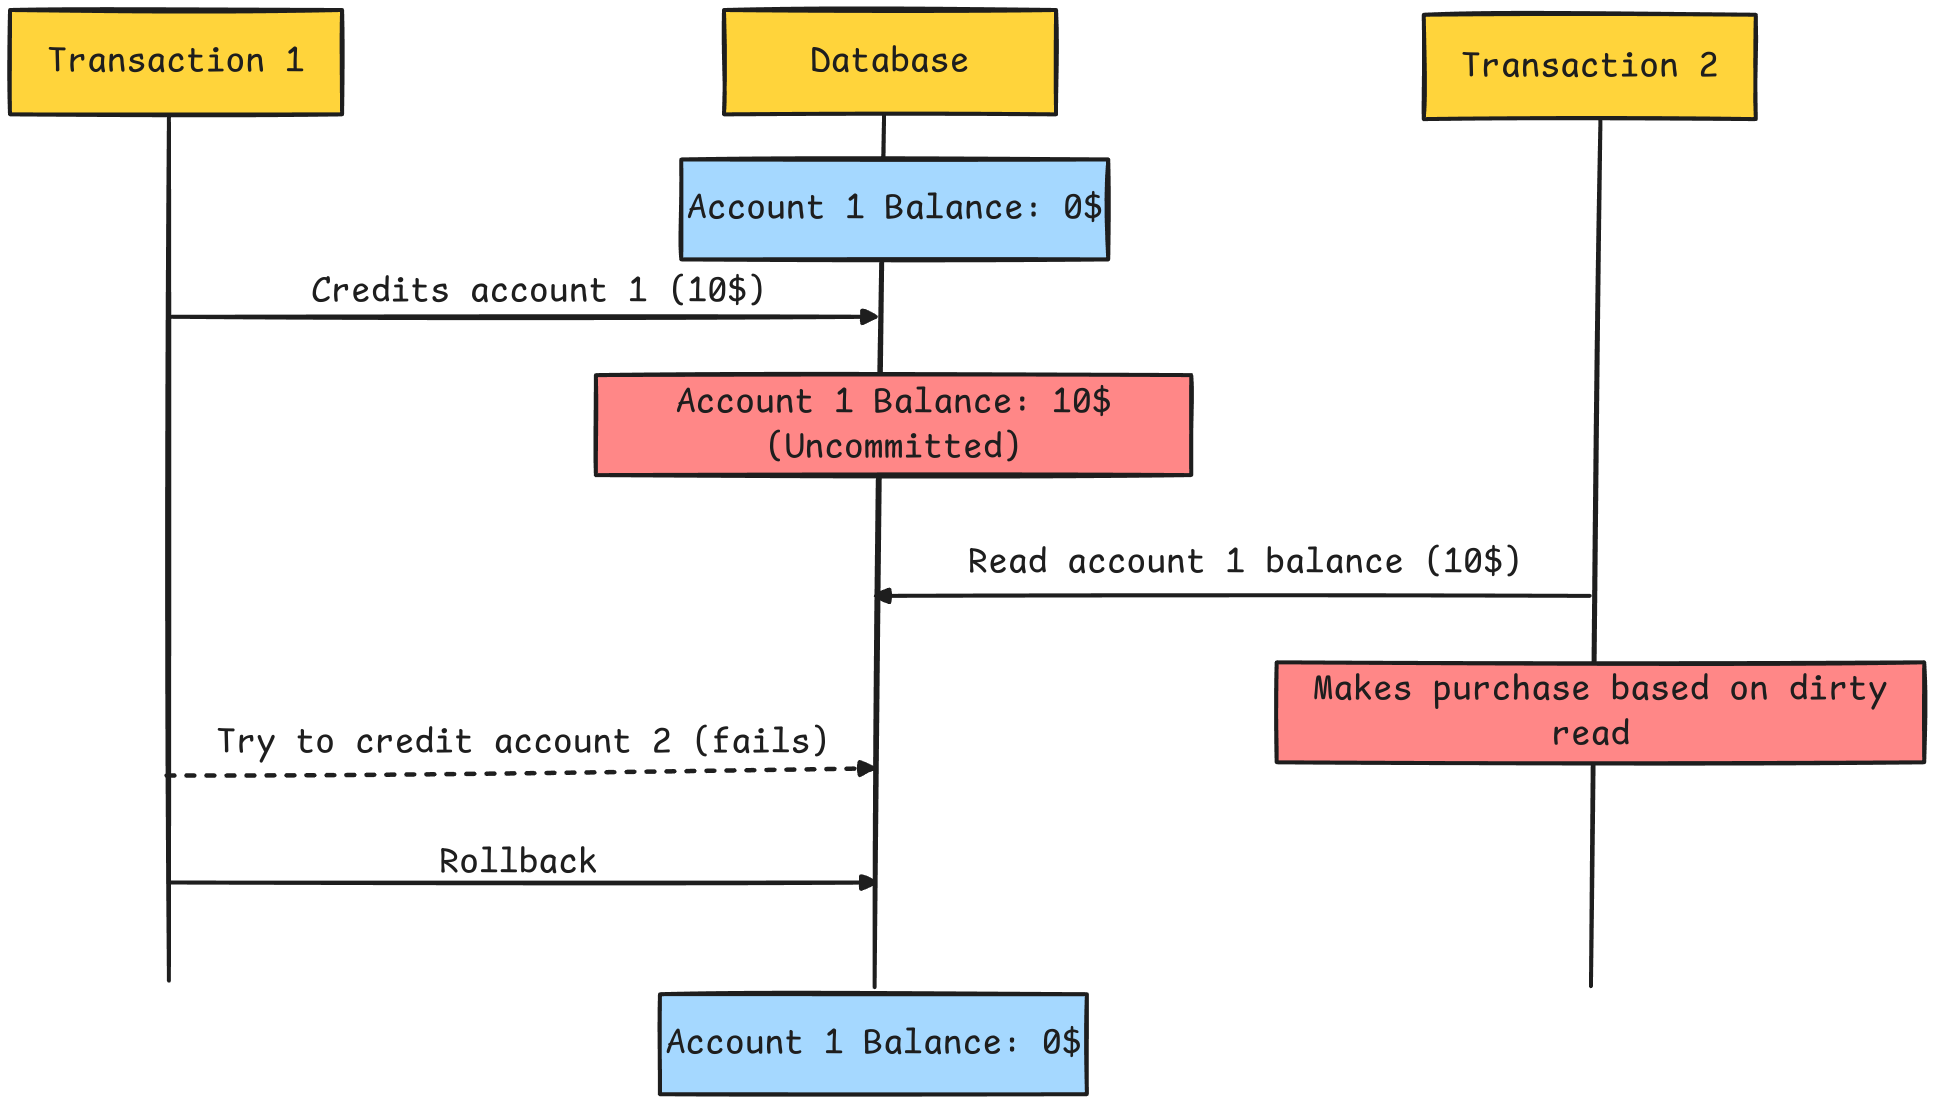 Transaction 1
Database
Transaction 2
Account 1 Balance: 0$
Credits account 1 (10$)
Account 1 Balance: 10$
(Uncommitted)
Read account 1 balance (10$)
Makes purchase based on dirty
read
Try to credit account 2 (fails)
Rollback
Account 1 Balance: 0$